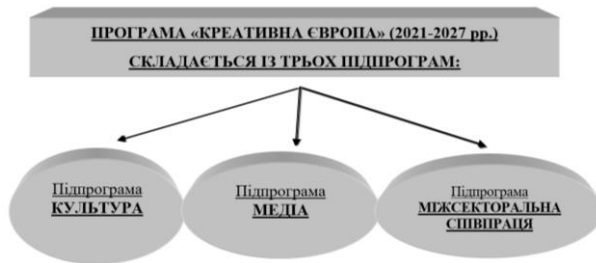 ПРОГРАМА «КРЕАТИВНА ЄВРОПА» (2021-2027 рр.)
СКЛАДАЄТЬСЯ ІЗ ТРЬОХ ПІДПРОГРАМ:
Підпрограма
КУЛЬТУРА
Підпрограма
МЕДІА
Підпрограма
МІЖСЕКТОРАЛЬНА
СПІВПРАЦЯ